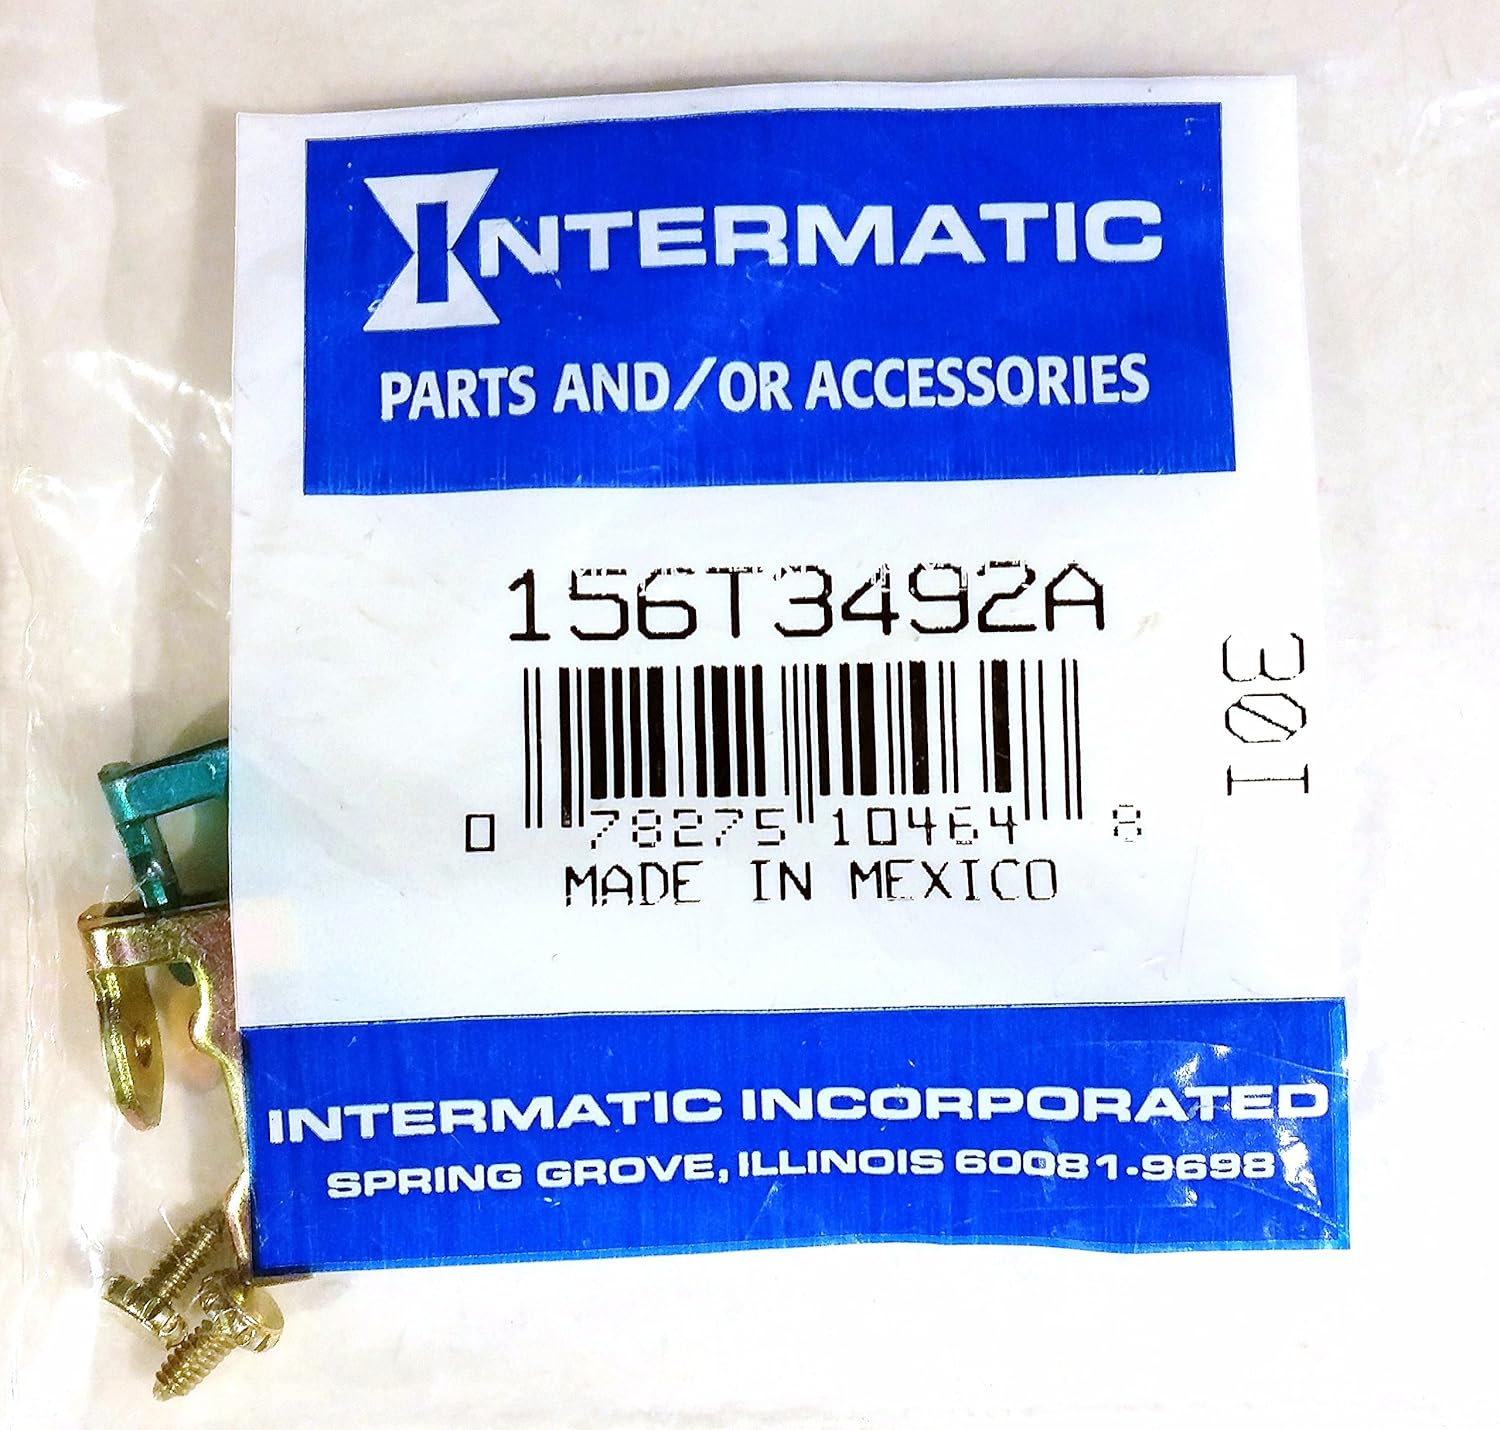 INTERMATIC
PARTS AND/OR ACCESSORIES
156T3492A
0 78275 10464 8
MADE IN MEXICO
30I
INTERMATIC INCORPORATED
SPRING GROVE, ILLINOIS 60081-9698